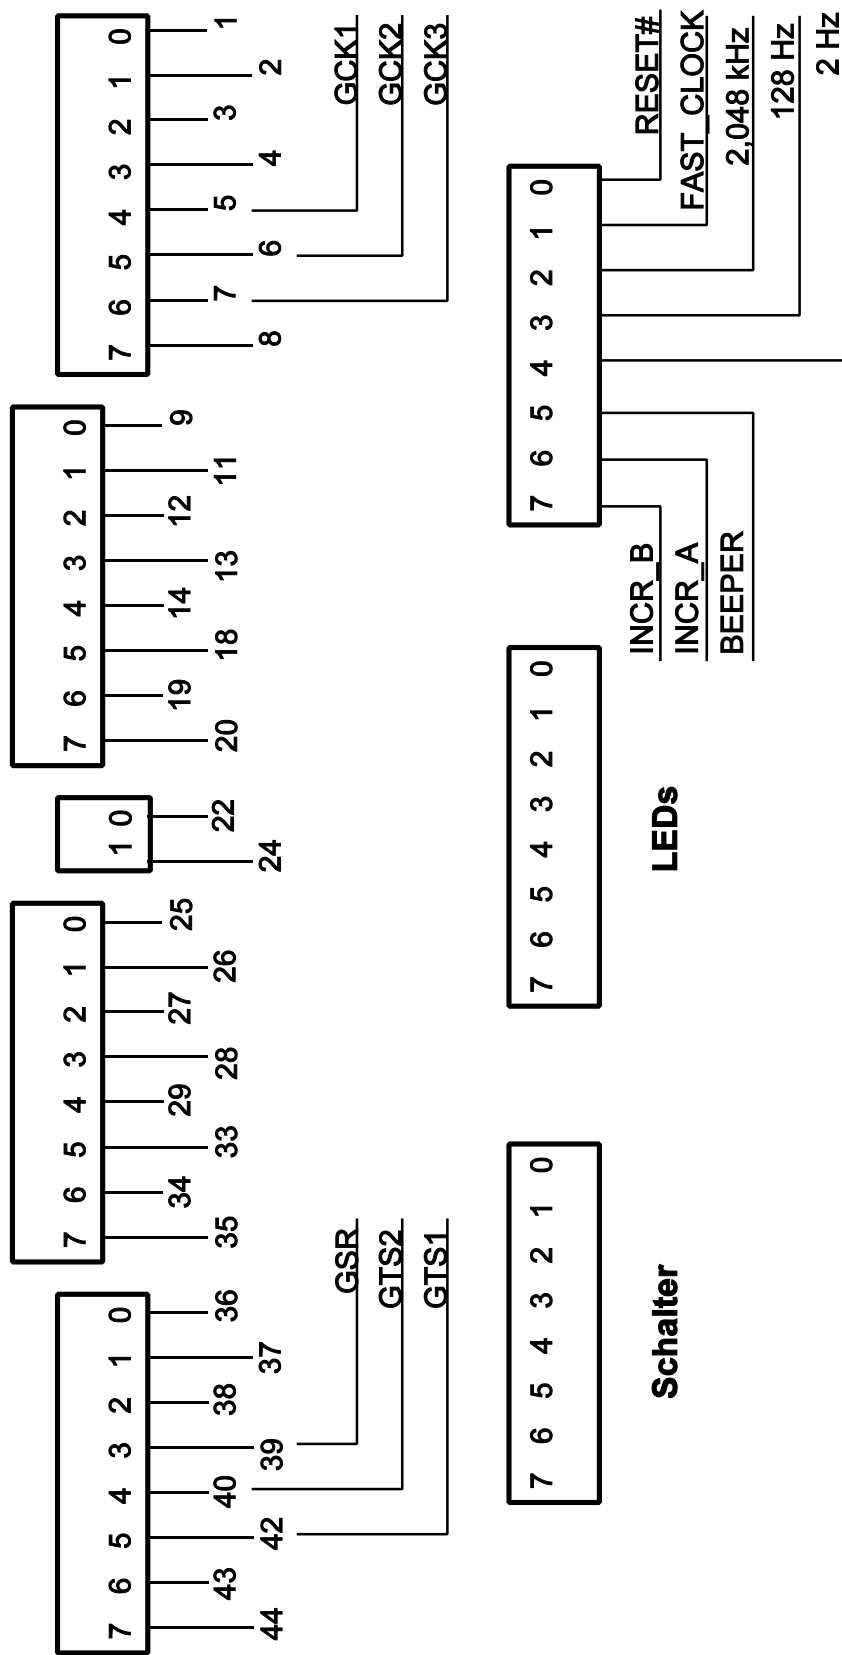 7 6 5 4 3 2 1 0
44 43 42 40 39 38 37 36
GTS1
GTS2
GSR
7 6 5 4 3 2 1 0
35 34 33 29 28 27 26 25
1 0
24 22
7 6 5 4 3 2 1 0
20 19 18 14 13 12 11 9
7 6 5 4 3 2 1 0
8 7 6 5 4 3 2 1
GCK1
GCK2
GCK3
7 6 5 4 3 2 1 0
Schalter
7 6 5 4 3 2 1 0
LEDs
7 6 5 4 3 2 1 0
INCR_B
INCR_A
BEEPER
RESET#
FAST_CLOCK
2,048 kHz
128 Hz
2 Hz